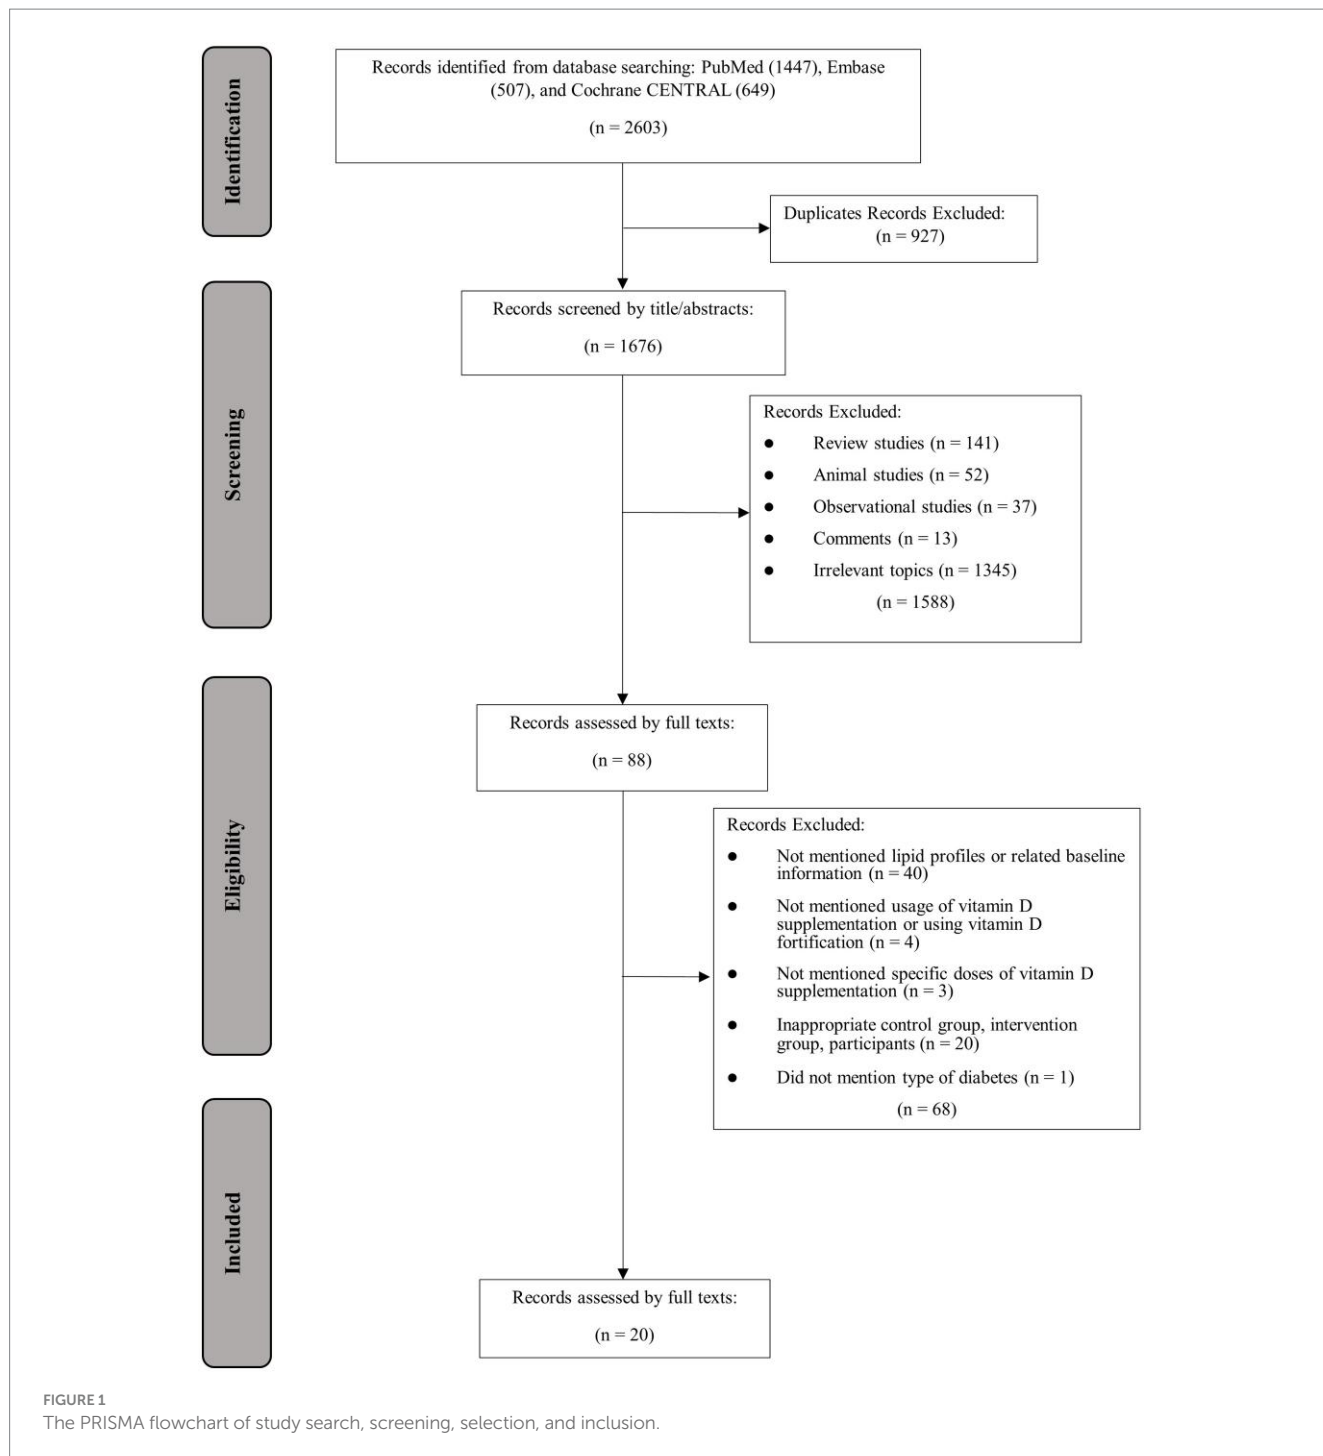 Identification
Records identified from database searching: PubMed (1447), Embase
(507), and Cochrane CENTRAL (649)
(n = 2603)
Duplicates Records Excluded:
(n = 927)
Screening
Records screened by title/abstracts:
(n = 1676)
Records Excluded:
● Review studies (n = 141)
● Animal studies (n = 52)
● Observational studies (n = 37)
● Comments (n = 13)
● Irrelevant topics (n = 1345)
(n = 1588)
Eligibility
Records assessed by full texts:
(n = 88)
Records Excluded:
● Not mentioned lipid profiles or related baseline
information (n = 40)
● Not mentioned usage of vitamin D
supplementation or using vitamin D
fortification (n = 4)
● Not mentioned specific doses of vitamin D
supplementation (n = 3)
● Inappropriate control group, intervention
group, participants (n = 20)
● Did not mention type of diabetes (n = 1)
(n = 68)
Included
Records assessed by full texts:
(n = 20)
FIGURE 1
The PRISMA flowchart of study search, screening, selection, and inclusion.